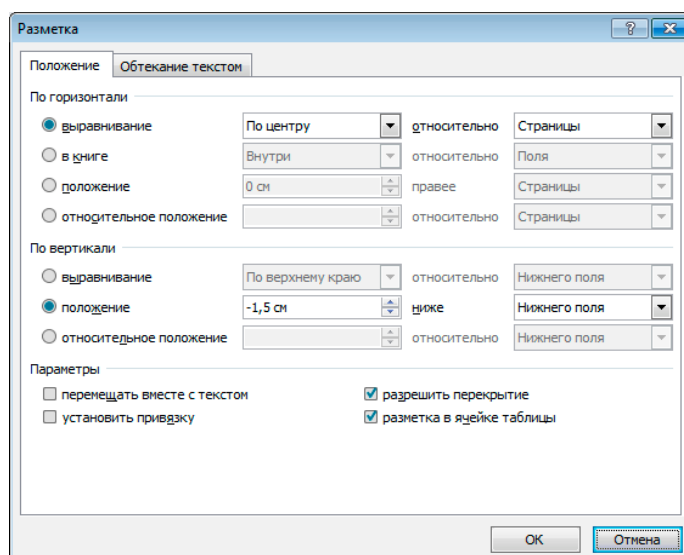 Разметка
Положение Обтекание текстом
По горизонтали
выравнивание По центру относительно Страницы
в книге Внутри относительно Поля
положение 0 см правее Страницы
относительное положение относительно Страницы
По вертикали
выравнивание По верхнему краю относительно Нижнего поля
положение -1,5 см ниже Нижнего поля
относительное положение относительно Нижнего поля
Параметры
перемещать вместе с текстом разрешить перекрытие
установить привязку разметка в ячейке таблицы
ОК Отмена